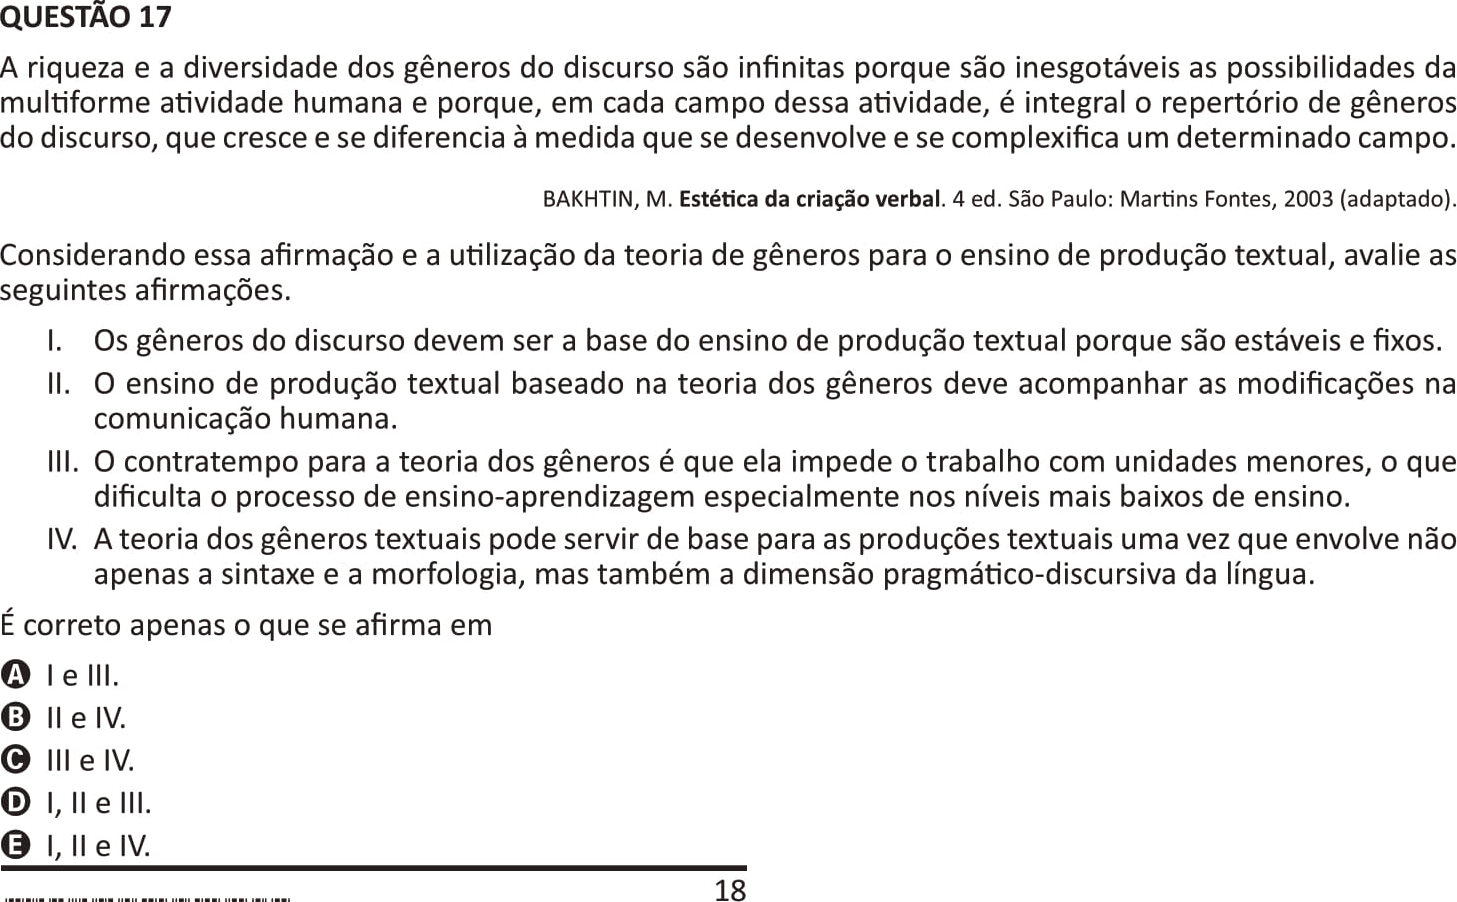 QUESTÃO 17
A riqueza e a diversidade dos gêneros do discurso são infinitas porque são inesgotáveis as possibilidades da
multiforme atividade humana e porque, em cada campo dessa atividade, é integral o repertório de gêneros
do discurso, que cresce e se diferencia à medida que se desenvolve e se complexifica um determinado campo.
BAKHTIN, M. Estética da criação verbal. 4 ed. São Paulo: Martins Fontes, 2003 (adaptado).
Considerando essa afirmação e a utilização da teoria de gêneros para o ensino de produção textual, avalie as
seguintes afirmações.
I. Os gêneros do discurso devem ser a base do ensino de produção textual porque são estáveis e fixos.
II. O ensino de produção textual baseado na teoria dos gêneros deve acompanhar as modificações na
comunicação humana.
III. O contratempo para a teoria dos gêneros é que ela impede o trabalho com unidades menores, o que
dificulta o processo de ensino-aprendizagem especialmente nos níveis mais baixos de ensino.
IV. A teoria dos gêneros textuais pode servir de base para as produções textuais uma vez que envolve não
apenas a sintaxe e a morfologia, mas também a dimensão pragmático-discursiva da língua.
É correto apenas o que se afirma em
A I e III.
B II e IV.
C III e IV.
D I, II e III.
E I, II e IV.
18